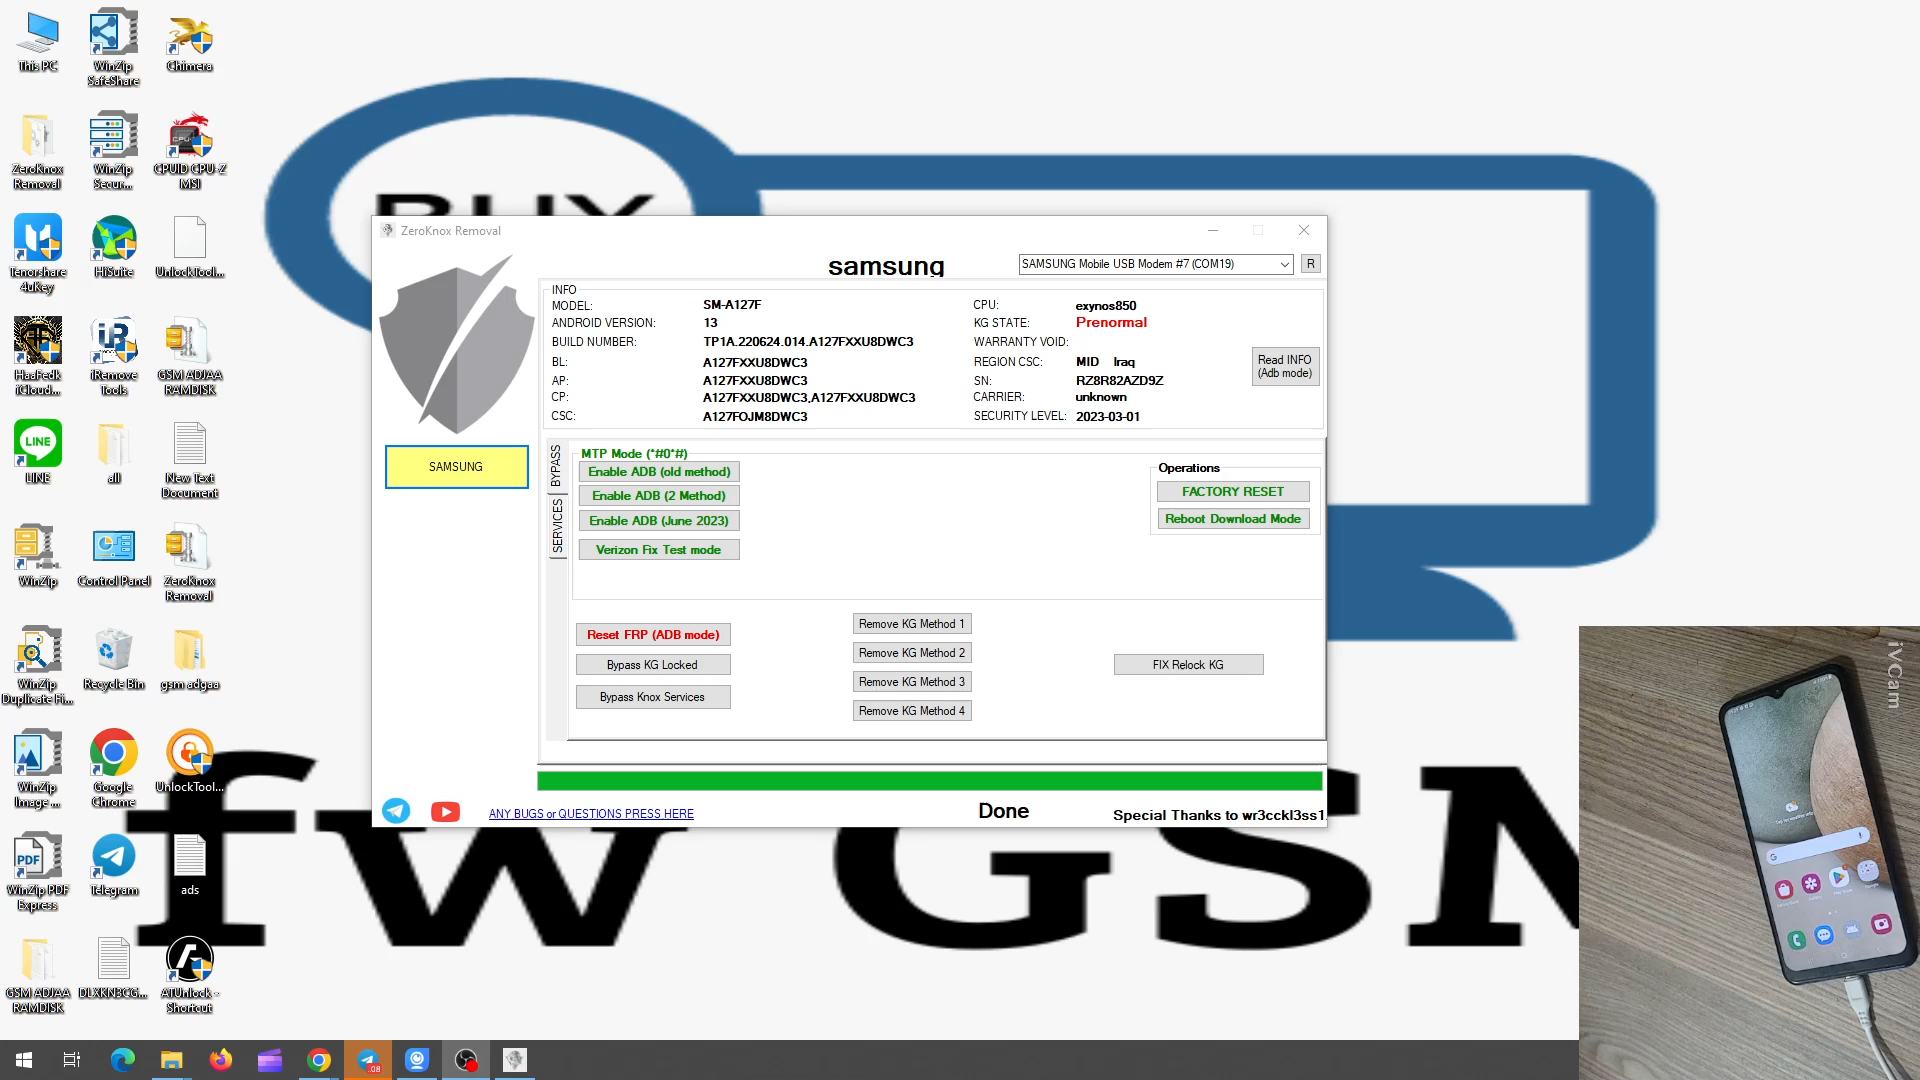 This PC
WinZip SafeShare
Chimera
ZeroKnox Removal
WinZip Secur...
CPUID CPU-Z MSI
Tenorshare 4uKey
HiSuite
UnlockTool...
HaaFedk iCloud...
iRemove Tools
GSM ADJAA RAMDISK
LINE
LINE
all
New Text Document
WinZip
Control Panel
ZeroKnox Removal
WinZip Duplicate Fi...
Recycle Bin
gsm adgaa
WinZip Image ...
Google Chrome
UnlockTool...
PDF
WinZip PDF Express
Telegram
ads
GSM ADJAA RAMDISK
DLXKN3CG...
ATUnlock - Shortcut
BUY
fw GSM
ZeroKnox Removal
samsung
SAMSUNG Mobile USB Modem #7 (COM19)
R
INFO
MODEL: SM-A127F CPU: exynos850
ANDROID VERSION: 13 KG STATE: Prenormal
BUILD NUMBER: TP1A.220624.014.A127FXXU8DWC3 WARRANTY VOID:
BL: A127FXXU8DWC3 REGION CSC: MID Iraq
AP: A127FXXU8DWC3 SN: RZ8R82AZD9Z
CP: A127FXXU8DWC3,A127FXXU8DWC3 CARRIER: unknown
CSC: A127FOJM8DWC3 SECURITY LEVEL: 2023-03-01
Read INFO
(Adb mode)
SAMSUNG
BYPASS
SERVICES
MTP Mode (*#0*#)
Enable ADB (old method)
Enable ADB (2 Method)
Enable ADB (June 2023)
Verizon Fix Test mode
Operations
FACTORY RESET
Reboot Download Mode
Reset FRP (ADB mode)
Bypass KG Locked
Bypass Knox Services
Remove KG Method 1
Remove KG Method 2
Remove KG Method 3
Remove KG Method 4
FIX Relock KG
ANY BUGS or QUESTIONS PRESS HERE
Done
Special Thanks to wr3cckl3ss1
iVCam
.08